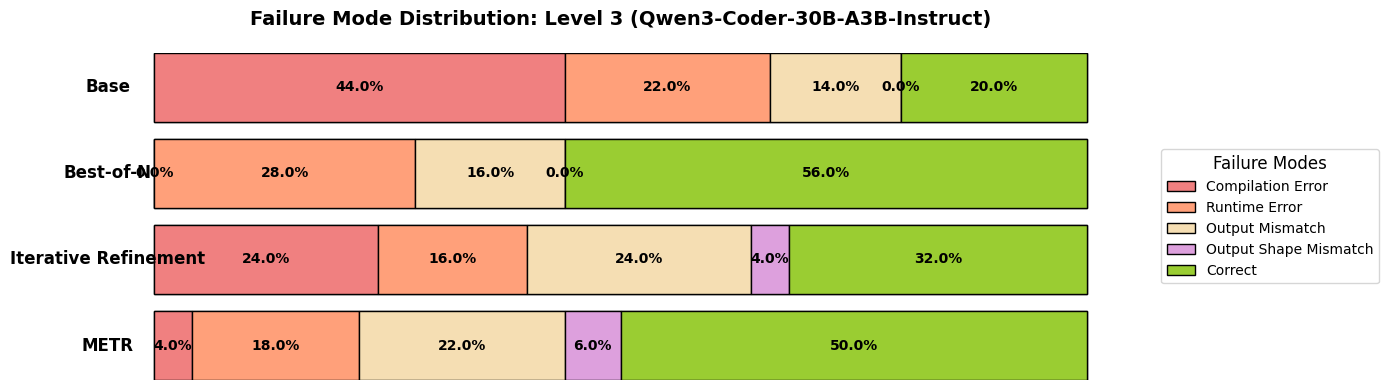 Failure Mode Distribution: Level 3 (Qwen3-Coder-30B-A3B-Instruct)
Base 44.0% 22.0% 14.0% 0.0% 20.0%
Best-of-N 0.0% 28.0% 16.0% 0.0% 56.0%
Iterative Refinement 24.0% 16.0% 24.0% 4.0% 32.0%
METR 4.0% 18.0% 22.0% 6.0% 50.0%
Failure Modes
Compilation Error
Runtime Error
Output Mismatch
Output Shape Mismatch
Correct